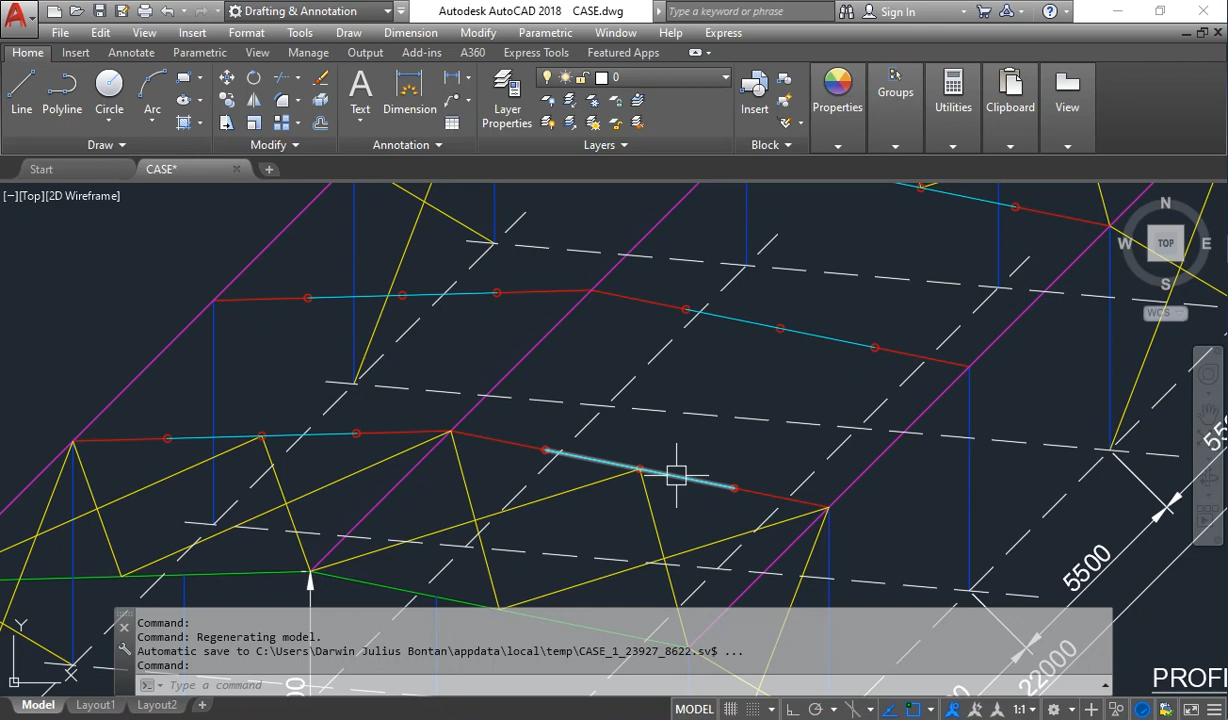 Drafting & Annotation
Autodesk AutoCAD 2018 CASE.dwg
Type a keyword or phrase
Sign In
File Edit View Insert Format Tools Draw Dimension Modify Parametric Window Help Express
Home Insert Annotate Parametric View Manage Output Add-ins A360 Express Tools Featured Apps
Line
Polyline
Circle
Arc
Text
Dimension
Layer
Properties
0
Insert
Properties
Groups
Utilities
Clipboard
View
Draw
Modify
Annotation
Layers
Block
Start
CASE*
[−][Top][2D Wireframe]
N
W TOP E
S
WCS
5500
22000
PROFI
Y
X
Command:
Command: Regenerating model.
Automatic save to C:\Users\Darwin Julius Bontan\appdata\local\temp\CASE_1_23927_8622.sv$ ...
Command:
Type a command
Model Layout1 Layout2
MODEL
1:1